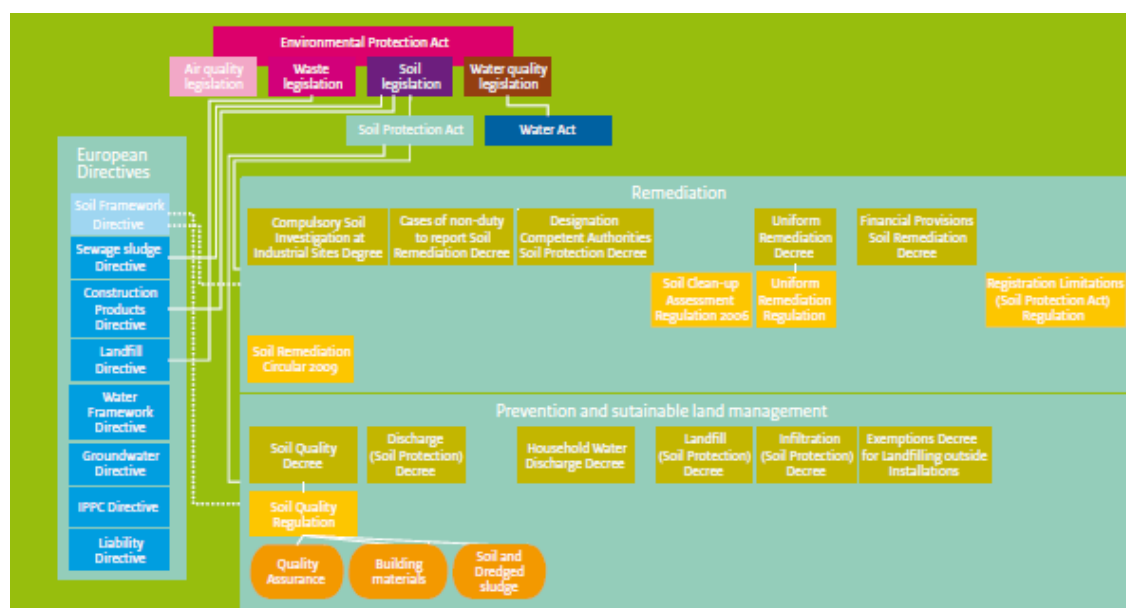 Environmental Protection Act
Air quality
legislation
Waste
legislation
Soil
legislation
Water quality
legislation
Soil Protection Act
Water Act
European
Directives
Soil Framework
Directive
Sewage sludge
Directive
Construction
Products
Directive
Landfill
Directive
Water
Framework
Directive
Groundwater
Directive
IPPC Directive
Liability
Directive
Remediation
Compulsory Soil
Investigation at
Industrial Sites Degree
Cases of non-duty
to report Soil
Remediation Decree
Designation
Competent Authorities
Soil Protection Decree
Uniform
Remediation
Decree
Financial Provisions
Soil Remediation
Decree
Soil Clean-up
Assessment
Regulation 2006
Uniform
Remediation
Regulation
Registration Limitations
(Soil Protection Act)
Regulation
Soil Remediation
Circular 2009
Prevention and sutainable land management
Soil Quality
Decree
Discharge
(Soil Protection)
Decree
Household Water
Discharge Decree
Landfill
(Soil Protection)
Decree
Infiltration
(Soil Protection)
Decree
Exemptions Decree
for Landfilling outside
Installations
Soil Quality
Regulation
Quality
Assurance
Building
materials
Soil and
Dredged
sludge